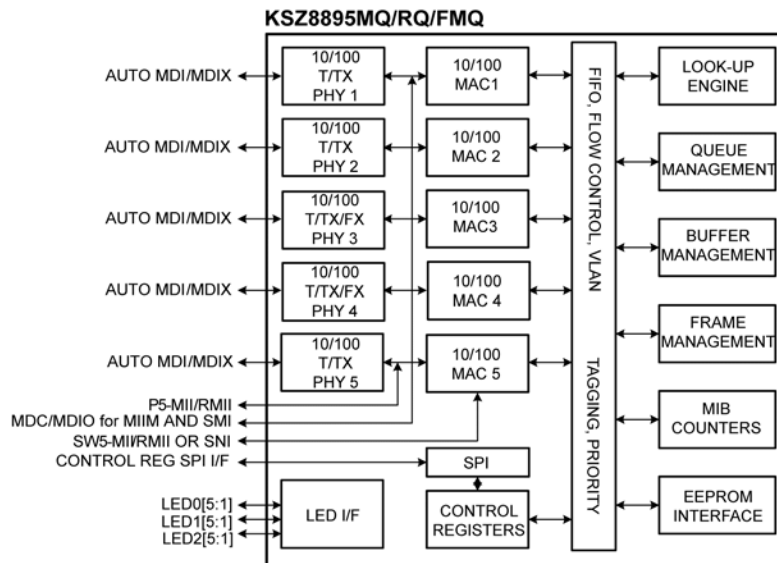 KSZ8895MQ/RQ/FMQ
AUTO MDI/MDIX
10/100
T/TX
PHY 1
10/100
MAC1
LOOK-UP
ENGINE
AUTO MDI/MDIX
10/100
T/TX
PHY 2
10/100
MAC 2
QUEUE
MANAGEMENT
AUTO MDI/MDIX
10/100
T/TX/FX
PHY 3
10/100
MAC3
BUFFER
MANAGEMENT
AUTO MDI/MDIX
10/100
T/TX/FX
PHY 4
10/100
MAC 4
FRAME
MANAGEMENT
AUTO MDI/MDIX
10/100
T/TX
PHY 5
10/100
MAC 5
FIFO, FLOW CONTROL, VLAN TAGGING, PRIORITY
P5-MII/RMII
MDC/MDIO for MIIM AND SMI
SW5-MII/RMII OR SNI
CONTROL REG SPI I/F
SPI
MIB
COUNTERS
LED0[5:1]
LED1[5:1]
LED2[5:1]
LED I/F
CONTROL
REGISTERS
EEPROM
INTERFACE